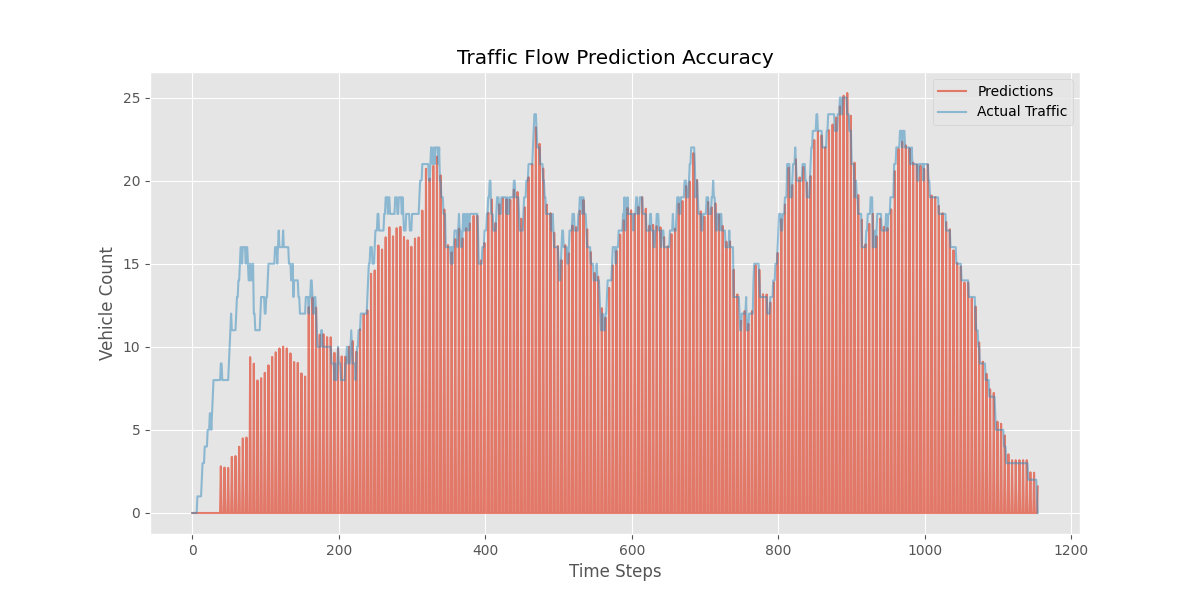 Traffic Flow Prediction Accuracy
Predictions
Actual Traffic
25
20
15
10
5
0
Vehicle Count
0 200 400 600 800 1000 1200
Time Steps